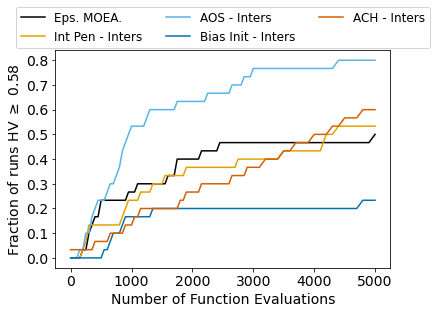 Eps. MOEA. AOS - Inters ACH - Inters
Int Pen - Inters Bias Init - Inters
Fraction of runs HV ≥ 0.58
0.8
0.7
0.6
0.5
0.4
0.3
0.2
0.1
0.0
0 1000 2000 3000 4000 5000
Number of Function Evaluations